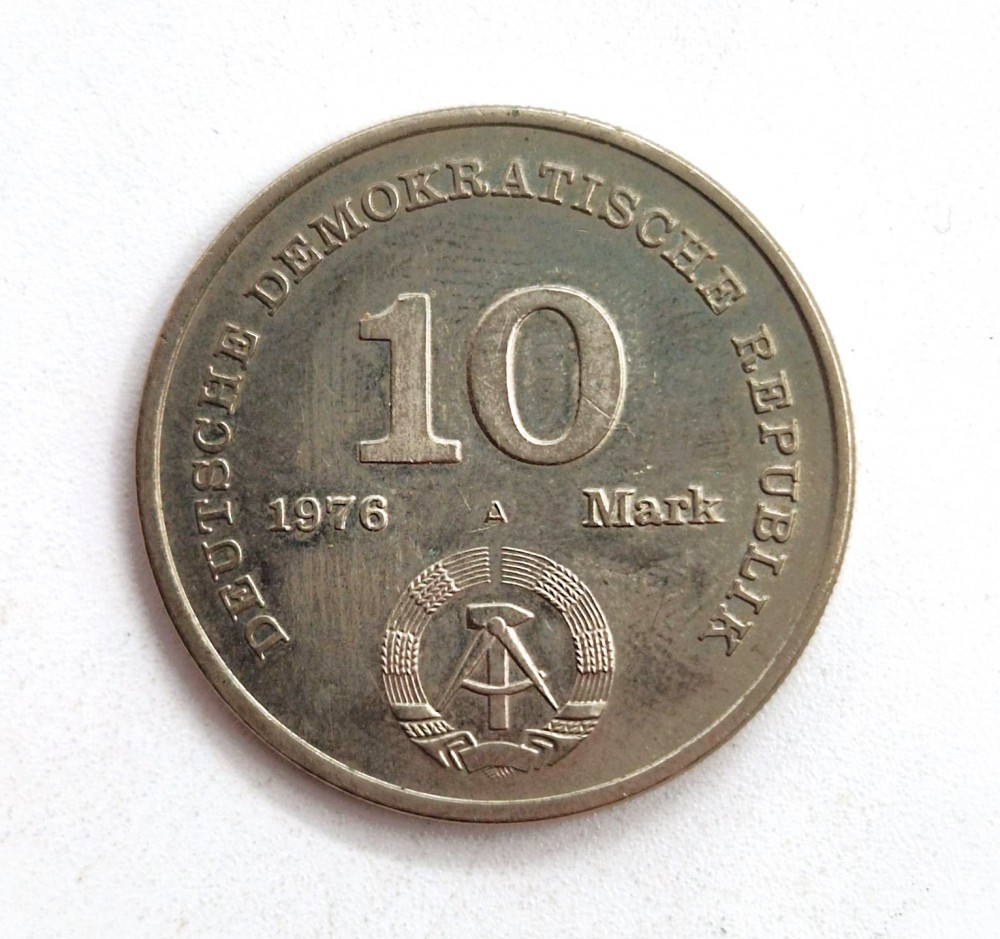 DEUTSCHE DEMOKRATISCHE REPUBLIK
10
1976 A Mark